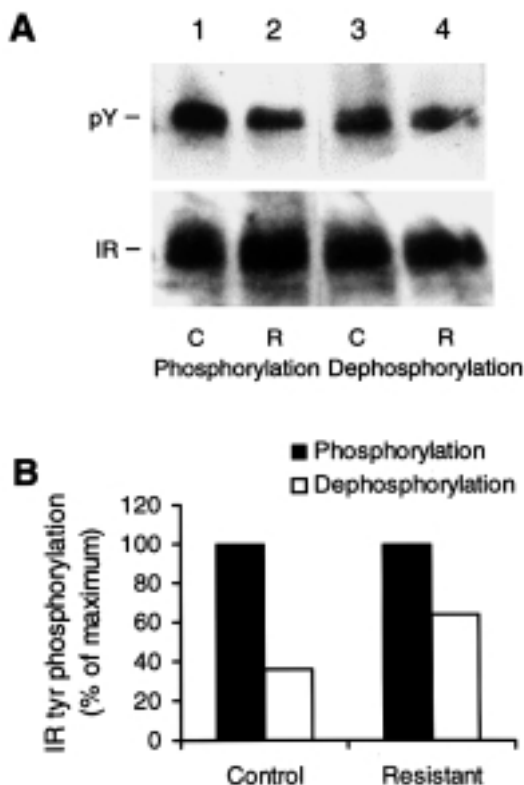 A
1 2 3 4
pY –
IR –
C R C R
Phosphorylation Dephosphorylation
B
Phosphorylation
Dephosphorylation
IR tyr phosphorylation
(% of maximum)
120
100
80
60
40
20
0
Control Resistant